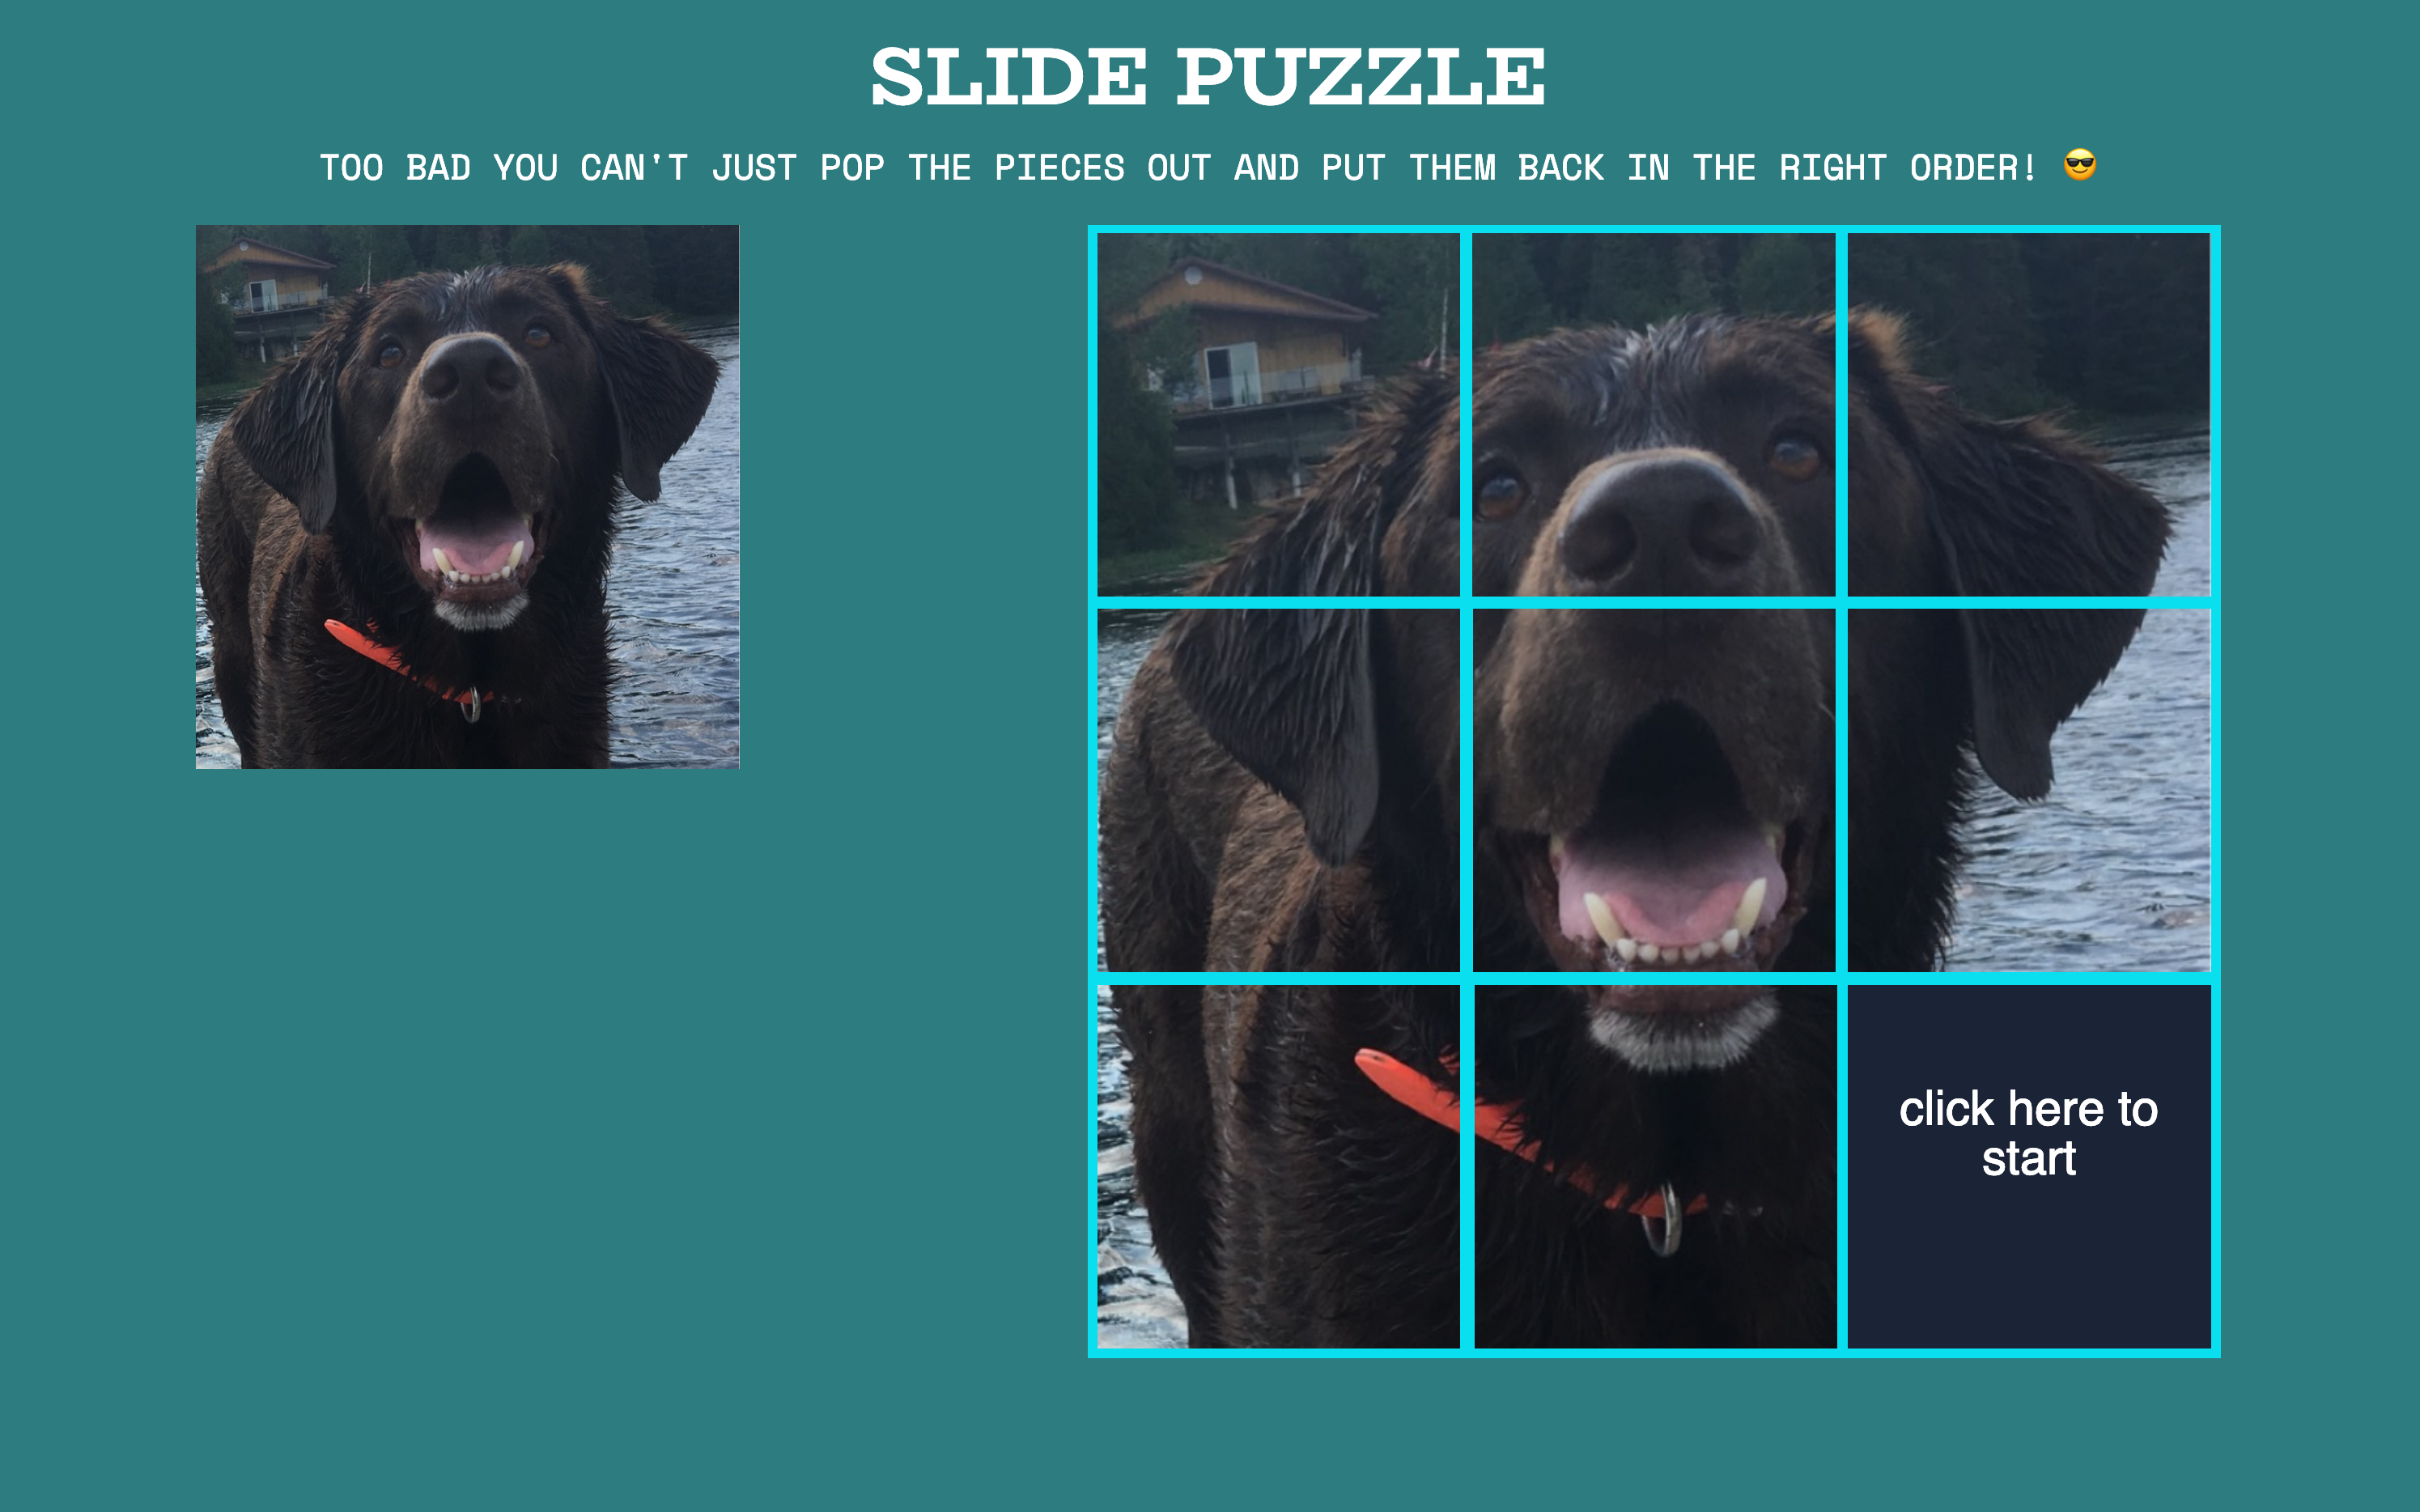 SLIDE PUZZLE
TOO BAD YOU CAN'T JUST POP THE PIECES OUT AND PUT THEM BACK IN THE RIGHT ORDER! 😎
click here to
start